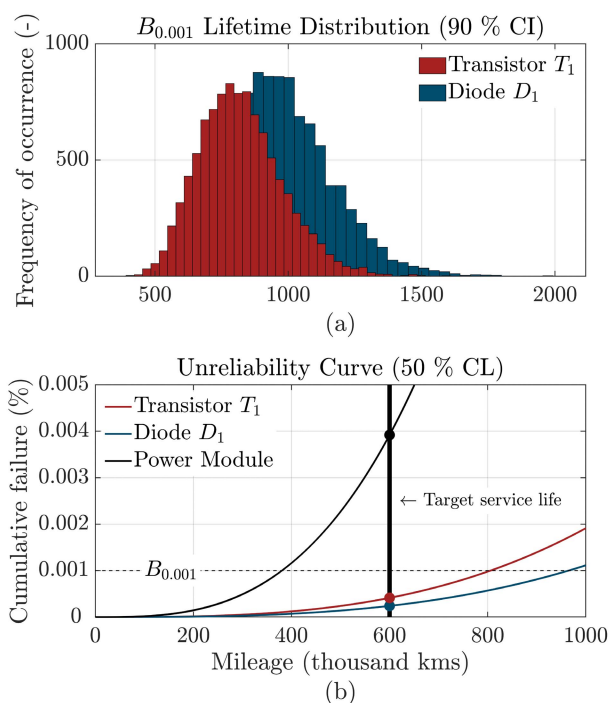 B0.001 Lifetime Distribution (90 % CI)
Frequency of occurrence (-)
1000
500
0
Transistor T1
Diode D1
500
1000
1500
2000
(a)
Unreliability Curve (50 % CL)
Cumulative failure (%)
0.005
0.004
0.002
0.001
0
Transistor T1
Diode D1
Power Module
← Target service life
B0.001
0
200
400
600
800
1000
Mileage (thousand kms)
(b)